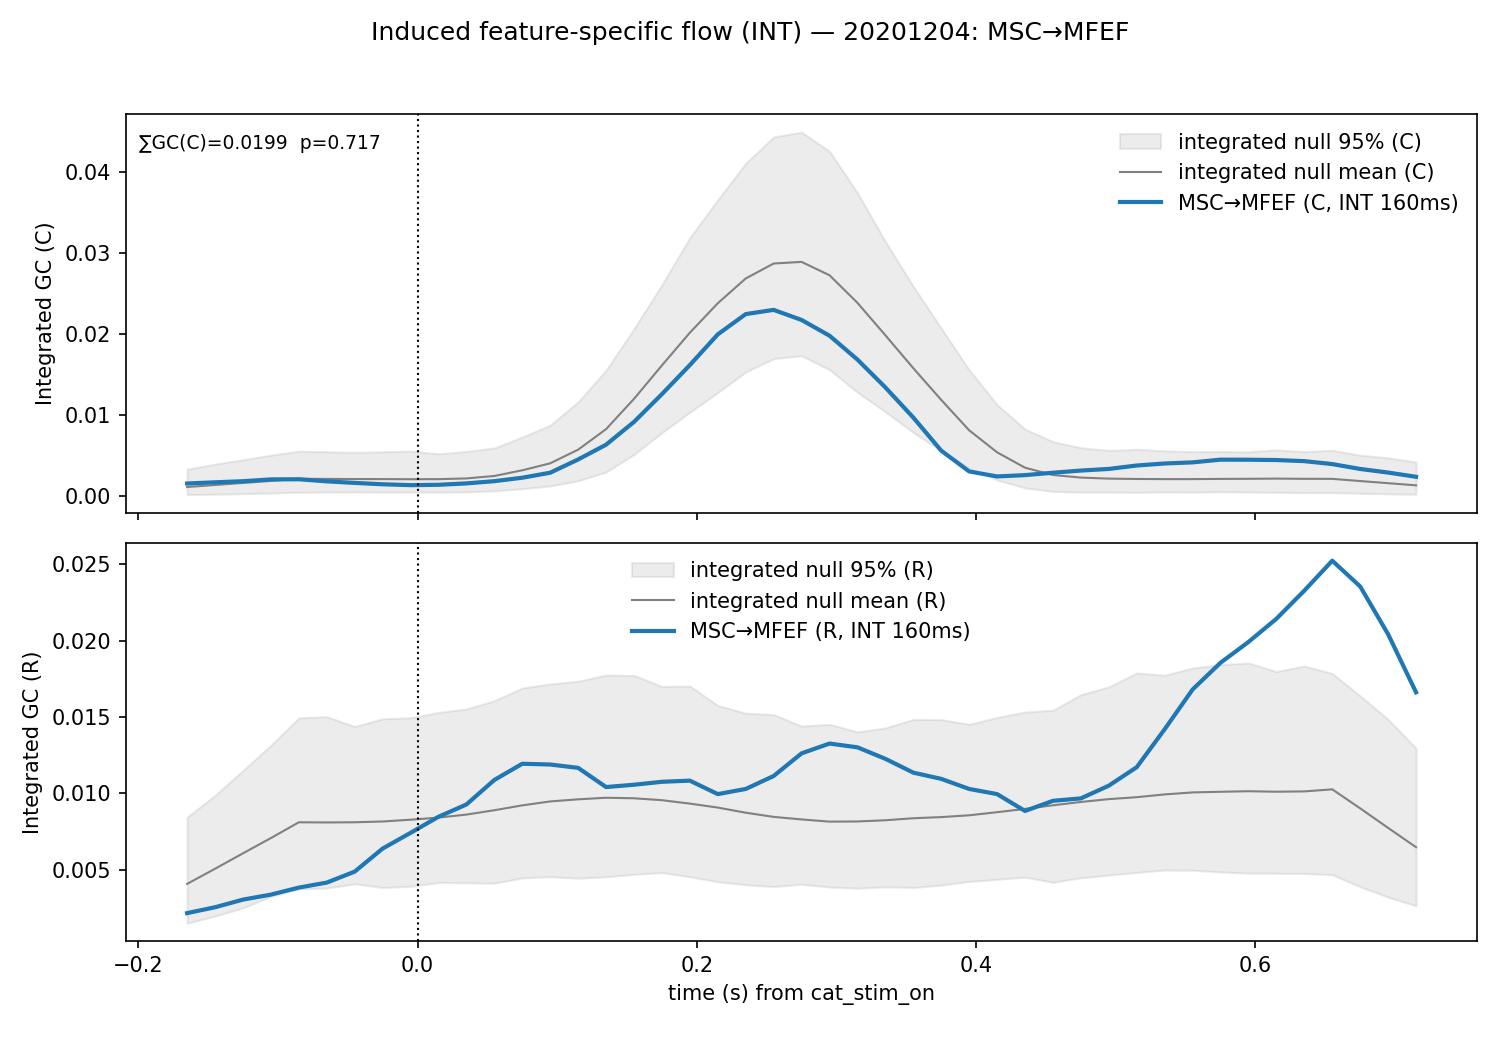 Induced feature-specific flow (INT) — 20201204: MSC→MFEF
∑GC(C)=0.0199  p=0.717
integrated null 95% (C)
integrated null mean (C)
MSC→MFEF (C, INT 160ms)
Integrated GC (C)
0.04
0.03
0.02
0.01
0.00
integrated null 95% (R)
integrated null mean (R)
MSC→MFEF (R, INT 160ms)
Integrated GC (R)
0.025
0.020
0.015
0.010
0.005
−0.2
0.0
0.2
0.4
0.6
time (s) from cat_stim_on